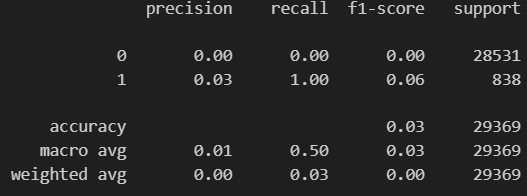 precision recall f1-score support
0 0.00 0.00 0.00 28531
1 0.03 1.00 0.06 838
accuracy 0.03 29369
macro avg 0.01 0.50 0.03 29369
weighted avg 0.00 0.03 0.00 29369